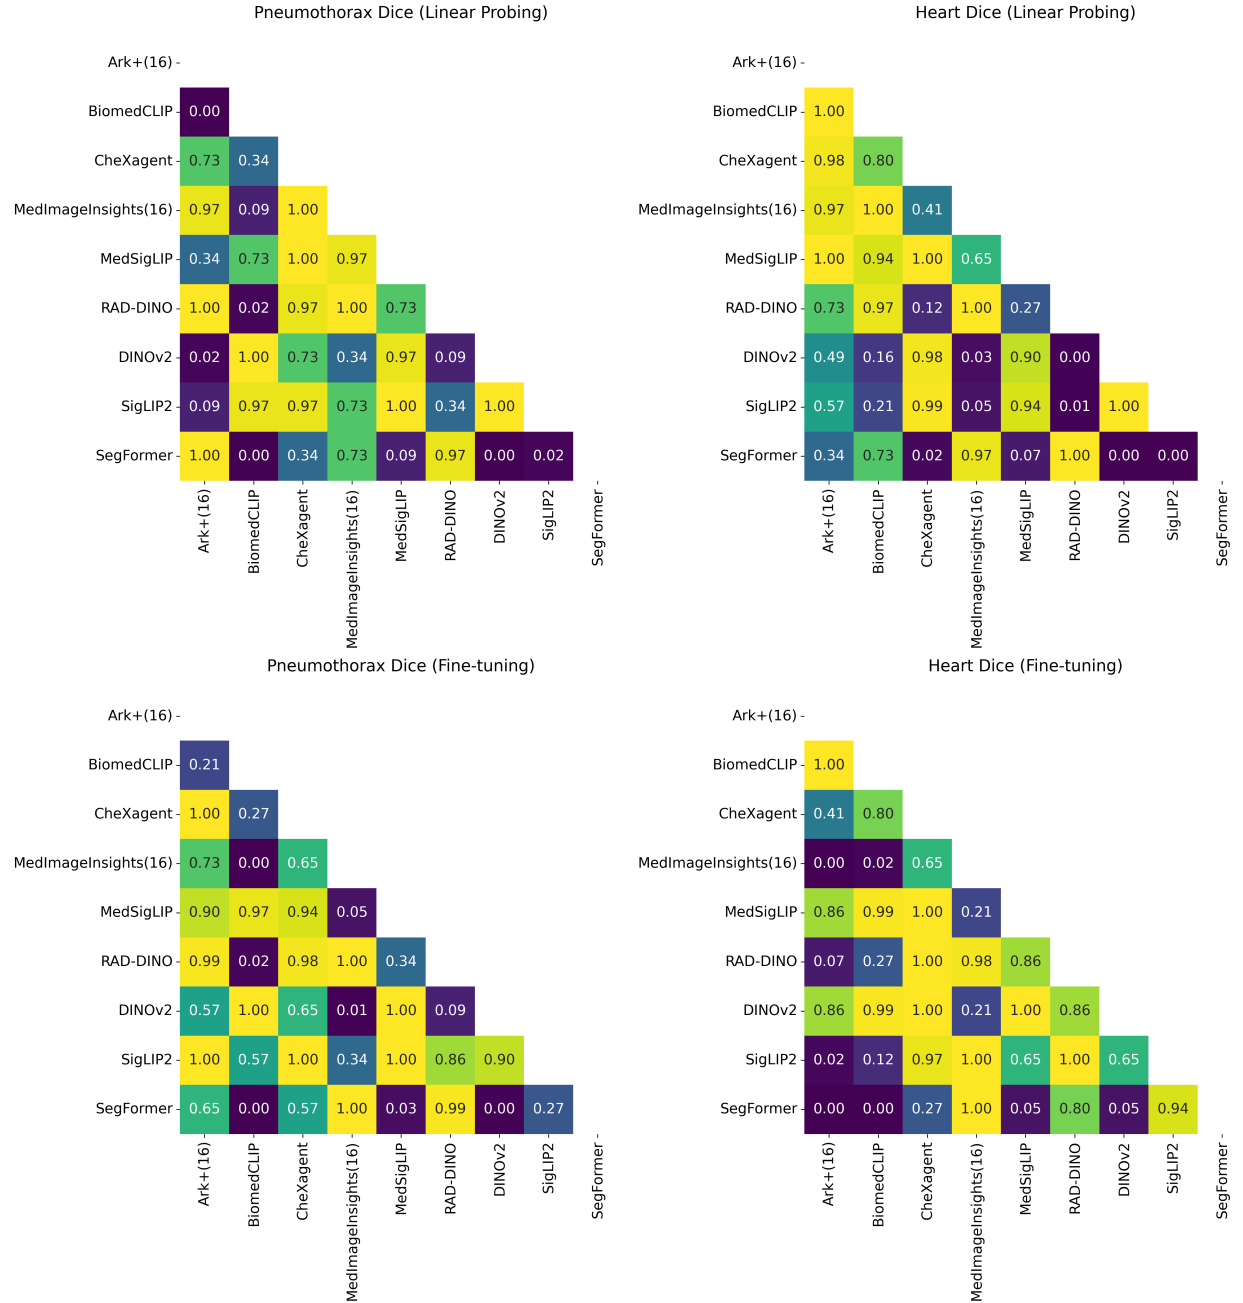 Pneumothorax Dice (Linear Probing)
Ark+(16)
BiomedCLIP 0.00
CheXagent 0.73 0.34
MedImageInsights(16) 0.97 0.09 1.00
MedSigLIP 0.34 0.73 1.00 0.97
RAD-DINO 1.00 0.02 0.97 1.00 0.73
DINOv2 0.02 1.00 0.73 0.34 0.97 0.09
SigLIP2 0.09 0.97 0.97 0.73 1.00 0.34 1.00
SegFormer 1.00 0.00 0.34 0.73 0.09 0.97 0.00 0.02
Ark+(16)
BiomedCLIP
CheXagent
MedImageInsights(16)
MedSigLIP
RAD-DINO
DINOv2
SigLIP2
SegFormer
Heart Dice (Linear Probing)
Ark+(16)
BiomedCLIP 1.00
CheXagent 0.98 0.80
MedImageInsights(16) 0.97 1.00 0.41
MedSigLIP 1.00 0.94 1.00 0.65
RAD-DINO 0.73 0.97 0.12 1.00 0.27
DINOv2 0.49 0.16 0.98 0.03 0.90 0.00
SigLIP2 0.57 0.21 0.99 0.05 0.94 0.01 1.00
SegFormer 0.34 0.73 0.02 0.97 0.07 1.00 0.00 0.00
Ark+(16)
BiomedCLIP
CheXagent
MedImageInsights(16)
MedSigLIP
RAD-DINO
DINOv2
SigLIP2
SegFormer
Pneumothorax Dice (Fine-tuning)
Ark+(16)
BiomedCLIP 0.21
CheXagent 1.00 0.27
MedImageInsights(16) 0.73 0.00 0.65
MedSigLIP 0.90 0.97 0.94 0.05
RAD-DINO 0.99 0.02 0.98 1.00 0.34
DINOv2 0.57 1.00 0.65 0.01 1.00 0.09
SigLIP2 1.00 0.57 1.00 0.34 1.00 0.86 0.90
SegFormer 0.65 0.00 0.57 1.00 0.03 0.99 0.00 0.27
Ark+(16)
BiomedCLIP
CheXagent
MedImageInsights(16)
MedSigLIP
RAD-DINO
DINOv2
SigLIP2
SegFormer
Heart Dice (Fine-tuning)
Ark+(16)
BiomedCLIP 1.00
CheXagent 0.41 0.80
MedImageInsights(16) 0.00 0.02 0.65
MedSigLIP 0.86 0.99 1.00 0.21
RAD-DINO 0.07 0.27 1.00 0.98 0.86
DINOv2 0.86 0.99 1.00 0.21 1.00 0.86
SigLIP2 0.02 0.12 0.97 1.00 0.65 1.00 0.65
SegFormer 0.00 0.00 0.27 1.00 0.05 0.80 0.05 0.94
Ark+(16)
BiomedCLIP
CheXagent
MedImageInsights(16)
MedSigLIP
RAD-DINO
DINOv2
SigLIP2
SegFormer